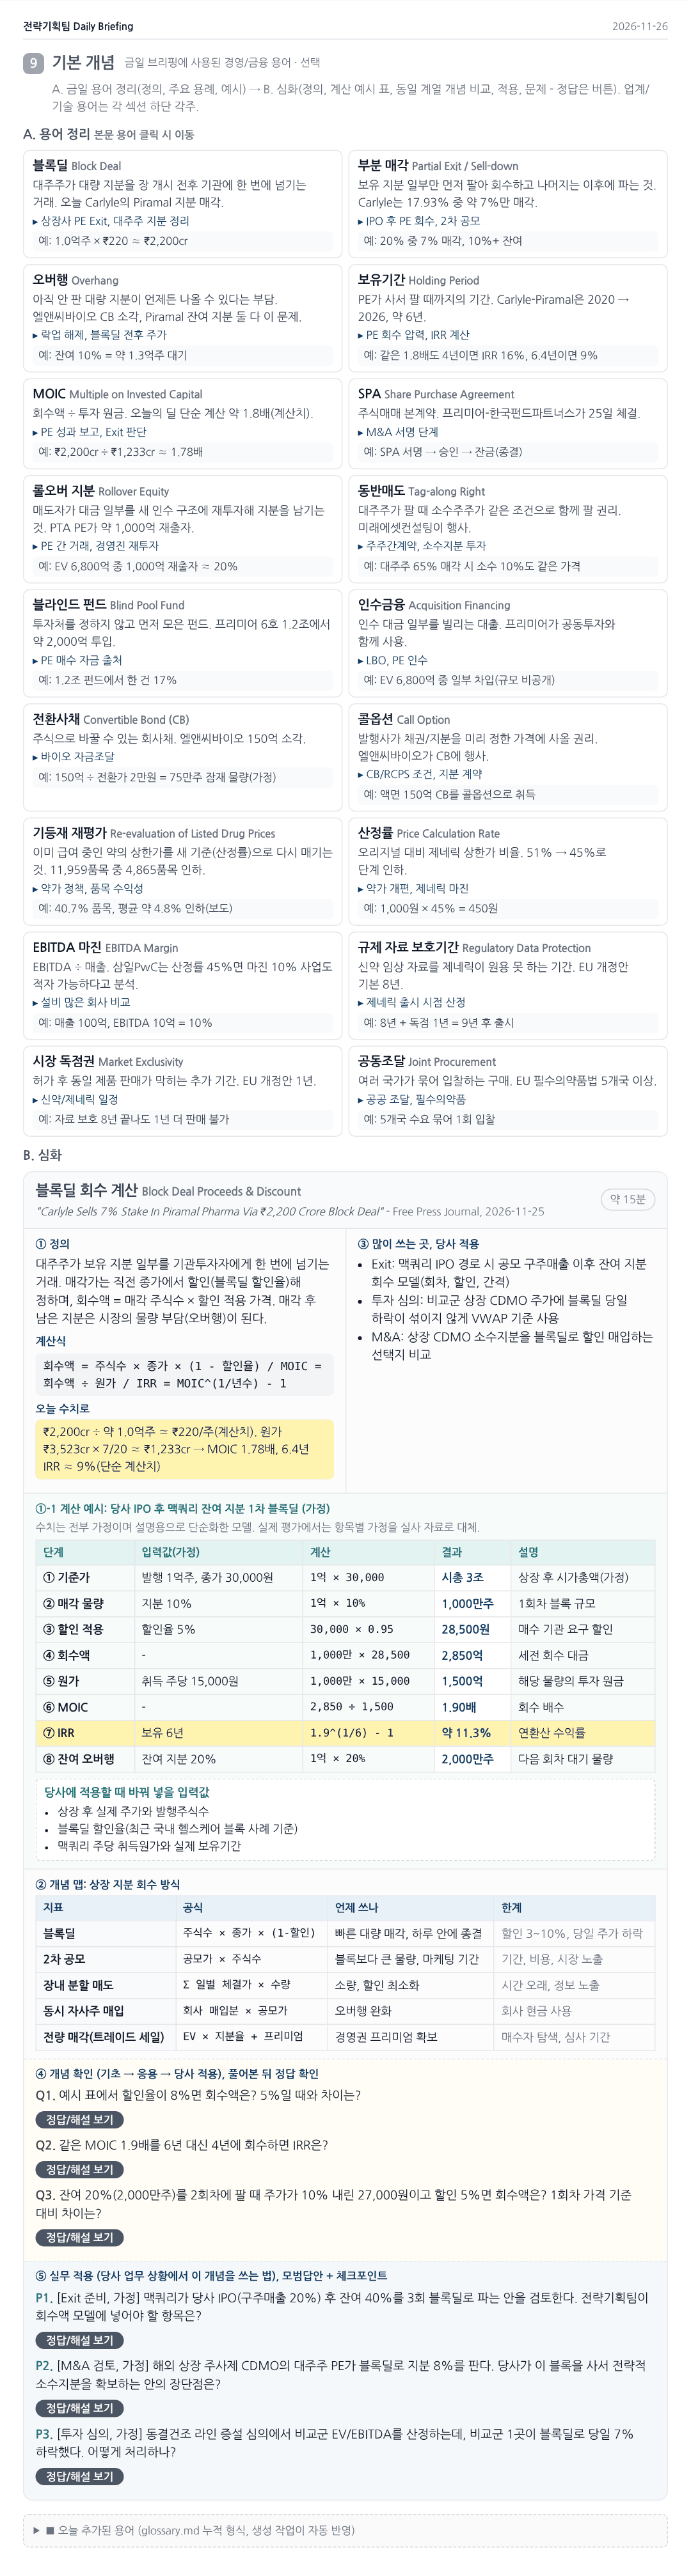 전략기획팀 Daily Briefing
2026-11-26
9 기본 개념 금일 브리핑에 사용된 경영/금융 용어 · 선택
A. 금일 용어 정리(정의, 주요 용례, 예시) → B. 심화(정의, 계산 예시 표, 동일 계열 개념 비교, 적용, 문제 - 정답은 버튼). 업계/
기술 용어는 각 섹션 하단 각주.
A. 용어 정리 본문 용어 클릭 시 이동
블록딜 Block Deal
대주주가 대량 지분을 장 개시 전후 기관에 한 번에 넘기는
거래. 오늘 Carlyle의 Piramal 지분 매각.
▸ 상장사 PE Exit, 대주주 지분 정리
예: 1.0억주 × ₹220 ≈ ₹2,200cr
부분 매각 Partial Exit / Sell-down
보유 지분 일부만 먼저 팔아 회수하고 나머지는 이후에 파는 것.
Carlyle는 17.93% 중 약 7%만 매각.
▸ IPO 후 PE 회수, 2차 공모
예: 20% 중 7% 매각, 10%+ 잔여
오버행 Overhang
아직 안 판 대량 지분이 언제든 나올 수 있다는 부담.
엘앤씨바이오 CB 소각, Piramal 잔여 지분 둘 다 이 문제.
▸ 락업 해제, 블록딜 전후 주가
예: 잔여 10% = 약 1.3억주 대기
보유기간 Holding Period
PE가 사서 팔 때까지의 기간. Carlyle-Piramal은 2020 →
2026, 약 6년.
▸ PE 회수 압력, IRR 계산
예: 같은 1.8배도 4년이면 IRR 16%, 6.4년이면 9%
MOIC Multiple on Invested Capital
회수액 ÷ 투자 원금. 오늘의 딜 단순 계산 약 1.8배(계산치).
▸ PE 성과 보고, Exit 판단
예: ₹2,200cr ÷ ₹1,233cr ≈ 1.78배
SPA Share Purchase Agreement
주식매매 본계약. 프리미어-한국펀드파트너스가 25일 체결.
▸ M&A 서명 단계
예: SPA 서명 → 승인 → 잔금(종결)
롤오버 지분 Rollover Equity
매도자가 대금 일부를 새 인수 구조에 재투자해 지분을 남기는
것. PTA PE가 약 1,000억 재출자.
▸ PE 간 거래, 경영진 재투자
예: EV 6,800억 중 1,000억 재출자 ≈ 20%
동반매도 Tag-along Right
대주주가 팔 때 소수주주가 같은 조건으로 함께 팔 권리.
미래에셋컨설팅이 행사.
▸ 주주간계약, 소수지분 투자
예: 대주주 65% 매각 시 소수 10%도 같은 가격
블라인드 펀드 Blind Pool Fund
투자처를 정하지 않고 먼저 모은 펀드. 프리미어 6호 1.2조에서
약 2,000억 투입.
▸ PE 매수 자금 출처
예: 1.2조 펀드에서 한 건 17%
인수금융 Acquisition Financing
인수 대금 일부를 빌리는 대출. 프리미어가 공동투자와
함께 사용.
▸ LBO, PE 인수
예: EV 6,800억 중 일부 차입(규모 비공개)
전환사채 Convertible Bond (CB)
주식으로 바꿀 수 있는 회사채. 엘앤씨바이오 150억 소각.
▸ 바이오 자금조달
예: 150억 ÷ 전환가 2만원 = 75만주 잠재 물량(가정)
콜옵션 Call Option
발행사가 채권/지분을 미리 정한 가격에 사올 권리.
엘앤씨바이오가 CB에 행사.
▸ CB/RCPS 조건, 지분 계약
예: 액면 150억 CB를 콜옵션으로 취득
기등재 재평가 Re-evaluation of Listed Drug Prices
이미 급여 중인 약의 상한가를 새 기준(산정률)으로 다시 매기는
것. 11,959품목 중 4,865품목 인하.
▸ 약가 정책, 품목 수익성
예: 40.7% 품목, 평균 약 4.8% 인하(보도)
산정률 Price Calculation Rate
오리지널 대비 제네릭 상한가 비율. 51% → 45%로
단계 인하.
▸ 약가 개편, 제네릭 마진
예: 1,000원 × 45% = 450원
EBITDA 마진 EBITDA Margin
EBITDA ÷ 매출. 삼일PwC는 산정률 45%면 마진 10% 사업도
적자 가능하다고 분석.
▸ 설비 많은 회사 비교
예: 매출 100억, EBITDA 10억 = 10%
규제 자료 보호기간 Regulatory Data Protection
신약 임상 자료를 제네릭이 원용 못 하는 기간. EU 개정안
기본 8년.
▸ 제네릭 출시 시점 산정
예: 8년 + 독점 1년 = 9년 후 출시
시장 독점권 Market Exclusivity
허가 후 동일 제품 판매가 막히는 추가 기간. EU 개정안 1년.
▸ 신약/제네릭 일정
예: 자료 보호 8년 끝나도 1년 더 판매 불가
공동조달 Joint Procurement
여러 국가가 묶어 입찰하는 구매. EU 필수의약품법 5개국 이상.
▸ 공공 조달, 필수의약품
예: 5개국 수요 묶어 1회 입찰
B. 심화
블록딜 회수 계산 Block Deal Proceeds & Discount
"Carlyle Sells 7% Stake In Piramal Pharma Via ₹2,200 Crore Block Deal" - Free Press Journal, 2026-11-25
약 15분
① 정의
대주주가 보유 지분 일부를 기관투자자에게 한 번에 넘기는
거래. 매각가는 직전 종가에서 할인(블록딜 할인율)해
정하며, 회수액 = 매각 주식수 × 할인 적용 가격. 매각 후
남은 지분은 시장의 물량 부담(오버행)이 된다.
계산식
회수액 = 주식수 × 종가 × (1 - 할인율) / MOIC =
회수액 ÷ 원가 / IRR = MOIC^(1/년수) - 1
오늘 수치로
₹2,200cr ÷ 약 1.0억주 ≈ ₹220/주(계산치). 원가
₹3,523cr × 7/20 ≈ ₹1,233cr → MOIC 1.78배, 6.4년
IRR ≈ 9%(단순 계산치)
③ 많이 쓰는 곳, 당사 적용
• Exit: 맥쿼리 IPO 경로 시 공모 구주매출 이후 잔여 지분
회수 모델(회차, 할인, 간격)
• 투자 심의: 비교군 상장 CDMO 주가에 블록딜 당일
하락이 섞이지 않게 VWAP 기준 사용
• M&A: 상장 CDMO 소수지분을 블록딜로 할인 매입하는
선택지 비교
①-1 계산 예시: 당사 IPO 후 맥쿼리 잔여 지분 1차 블록딜 (가정)
수치는 전부 가정이며 설명용으로 단순화한 모델. 실제 평가에서는 항목별 가정을 실사 자료로 대체.
단계 입력값(가정) 계산 결과 설명
① 기준가 발행 1억주, 종가 30,000원 1억 × 30,000 시총 3조 상장 후 시가총액(가정)
② 매각 물량 지분 10% 1억 × 10% 1,000만주 1회차 블록 규모
③ 할인 적용 할인율 5% 30,000 × 0.95 28,500원 매수 기관 요구 할인
④ 회수액 - 1,000만 × 28,500 2,850억 세전 회수 대금
⑤ 원가 취득 주당 15,000원 1,000만 × 15,000 1,500억 해당 물량의 투자 원금
⑥ MOIC - 2,850 ÷ 1,500 1.90배 회수 배수
⑦ IRR 보유 6년 1.9^(1/6) - 1 약 11.3% 연환산 수익률
⑧ 잔여 오버행 잔여 지분 20% 1억 × 20% 2,000만주 다음 회차 대기 물량
당사에 적용할 때 바꿔 넣을 입력값
• 상장 후 실제 주가와 발행주식수
• 블록딜 할인율(최근 국내 헬스케어 블록 사례 기준)
• 맥쿼리 주당 취득원가와 실제 보유기간
② 개념 맵: 상장 지분 회수 방식
지표 공식 언제 쓰나 한계
블록딜 주식수 × 종가 × (1-할인) 빠른 대량 매각, 하루 안에 종결 할인 3~10%, 당일 주가 하락
2차 공모 공모가 × 주식수 블록보다 큰 물량, 마케팅 기간 기간, 비용, 시장 노출
장내 분할 매도 Σ 일별 체결가 × 수량 소량, 할인 최소화 시간 오래, 정보 노출
동시 자사주 매입 회사 매입분 × 공모가 오버행 완화 회사 현금 사용
전량 매각(트레이드 세일) EV × 지분율 + 프리미엄 경영권 프리미엄 확보 매수자 탐색, 심사 기간
④ 개념 확인 (기초 → 응용 → 당사 적용), 풀어본 뒤 정답 확인
Q1. 예시 표에서 할인율이 8%면 회수액은? 5%일 때와 차이는?
정답/해설 보기
Q2. 같은 MOIC 1.9배를 6년 대신 4년에 회수하면 IRR은?
정답/해설 보기
Q3. 잔여 20%(2,000만주)를 2회차에 팔 때 주가가 10% 내린 27,000원이고 할인 5%면 회수액은? 1회차 가격 기준
대비 차이는?
정답/해설 보기
⑤ 실무 적용 (당사 업무 상황에서 이 개념을 쓰는 법), 모범답안 + 체크포인트
P1. [Exit 준비, 가정] 맥쿼리가 당사 IPO(구주매출 20%) 후 잔여 40%를 3회 블록딜로 파는 안을 검토한다. 전략기획팀이
회수액 모델에 넣어야 할 항목은?
정답/해설 보기
P2. [M&A 검토, 가정] 해외 상장 주사제 CDMO의 대주주 PE가 블록딜로 지분 8%를 판다. 당사가 이 블록을 사서 전략적
소수지분을 확보하는 안의 장단점은?
정답/해설 보기
P3. [투자 심의, 가정] 동결건조 라인 증설 심의에서 비교군 EV/EBITDA를 산정하는데, 비교군 1곳이 블록딜로 당일 7%
하락했다. 어떻게 처리하나?
정답/해설 보기
▶ ■ 오늘 추가된 용어 (glossary.md 누적 형식, 생성 작업이 자동 반영)